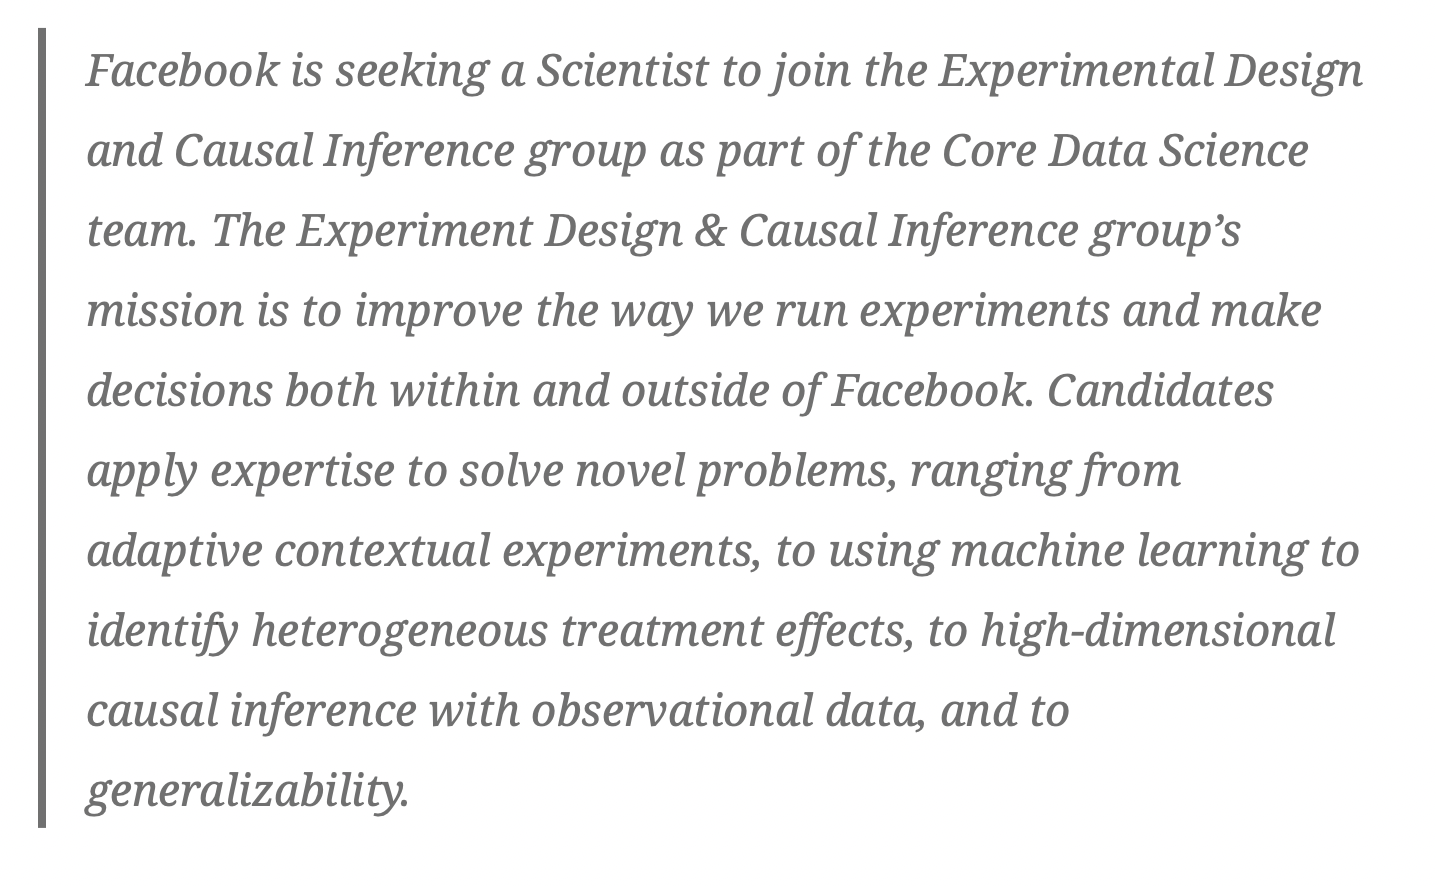 Facebook is seeking a Scientist to join the Experimental Design
and Causal Inference group as part of the Core Data Science
team. The Experiment Design & Causal Inference group’s
mission is to improve the way we run experiments and make
decisions both within and outside of Facebook. Candidates
apply expertise to solve novel problems, ranging from
adaptive contextual experiments, to using machine learning to
identify heterogeneous treatment effects, to high-dimensional
causal inference with observational data, and to
generalizability.